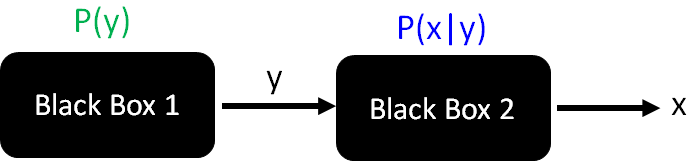 P(y)
P(x|y)
Black Box 1
y
Black Box 2
x